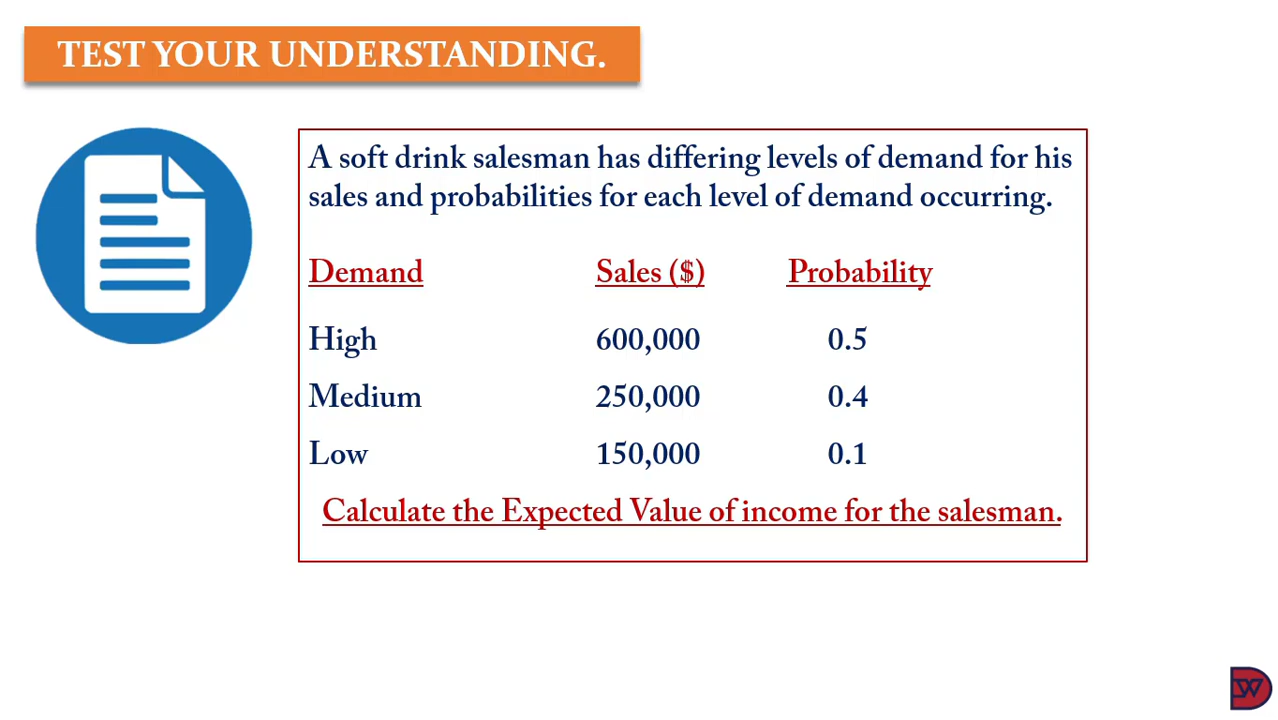 TEST YOUR UNDERSTANDING.
A soft drink salesman has differing levels of demand for his
sales and probabilities for each level of demand occurring.
Demand Sales ($) Probability
High 600,000 0.5
Medium 250,000 0.4
Low 150,000 0.1
Calculate the Expected Value of income for the salesman.
DW